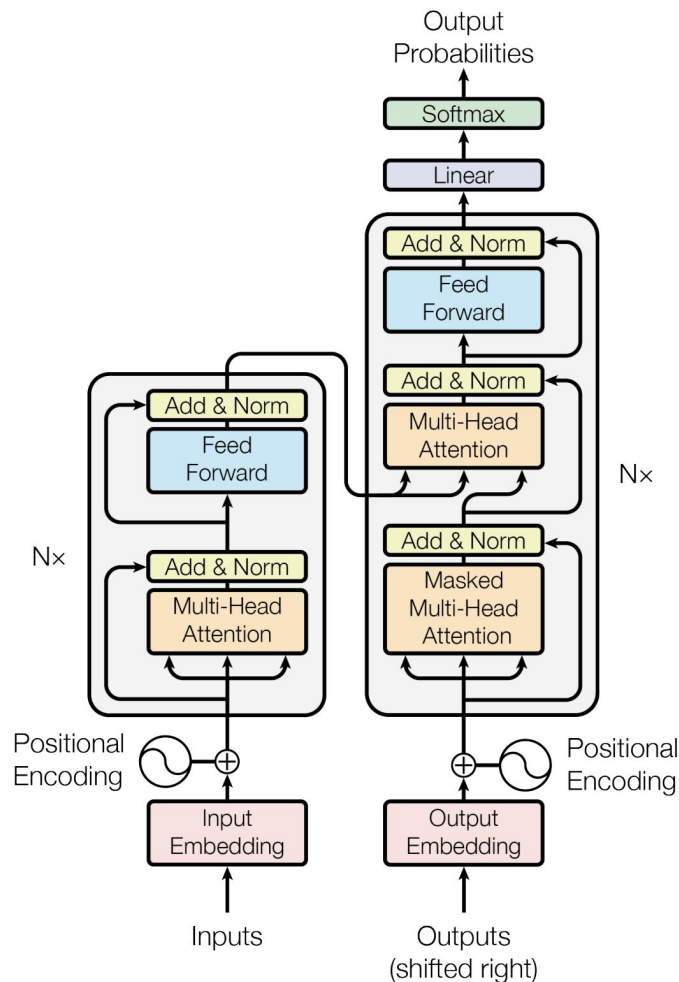 Output
Probabilities
Softmax
Linear
Add & Norm
Feed
Forward
Add & Norm
Multi-Head
Attention
Add & Norm
Masked
Multi-Head
Attention
N×
Add & Norm
Feed
Forward
Add & Norm
Multi-Head
Attention
N×
Positional
Encoding
Positional
Encoding
Input
Embedding
Output
Embedding
Inputs
Outputs
(shifted right)